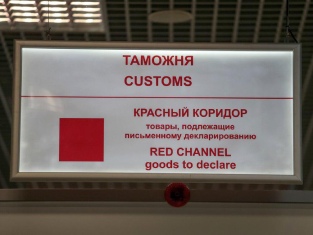 ТАМОЖНЯ
CUSTOMS
КРАСНЫЙ КОРИДОР
товары, подлежащие
письменному декларированию
RED CHANNEL
goods to declare